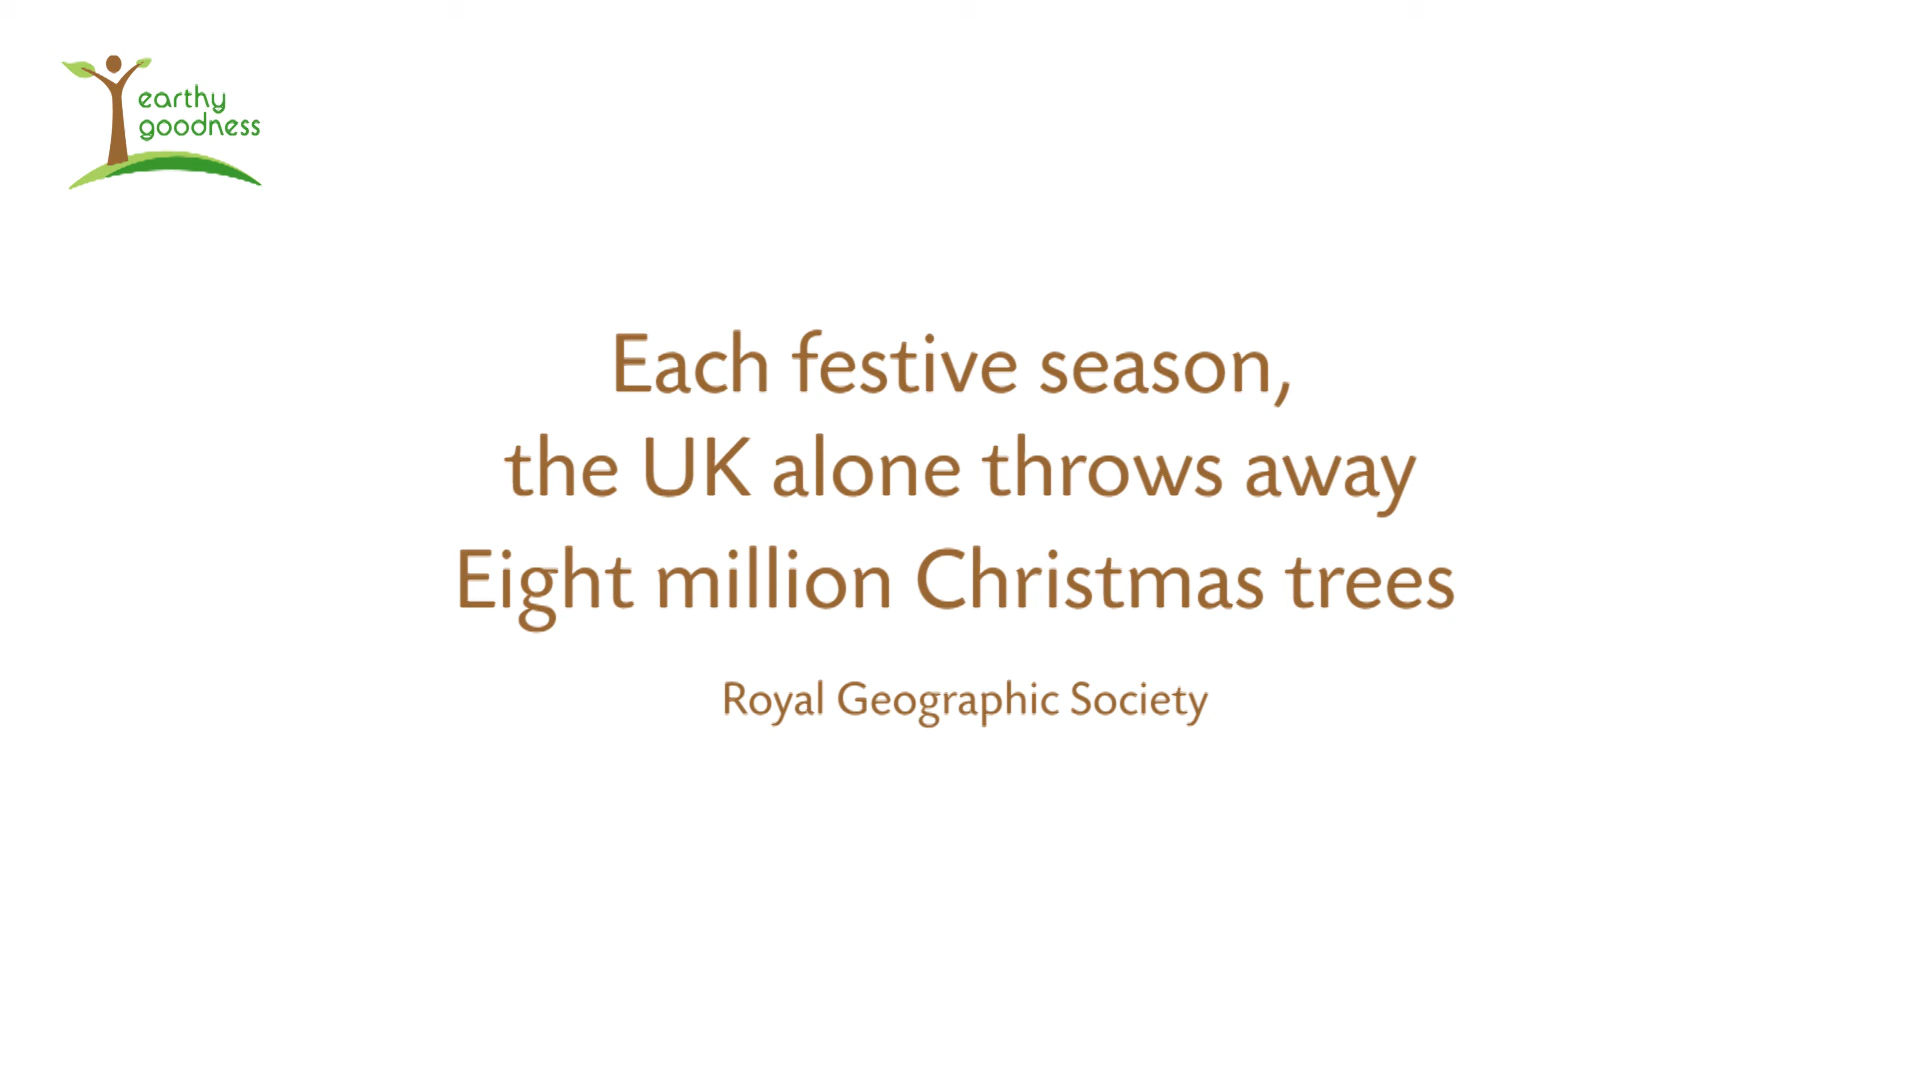 earthy
goodness
Each festive season,
the UK alone throws away
Eight million Christmas trees
Royal Geographic Society